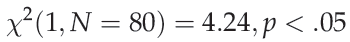 χ²(1, N = 80) = 4.24, p < .05